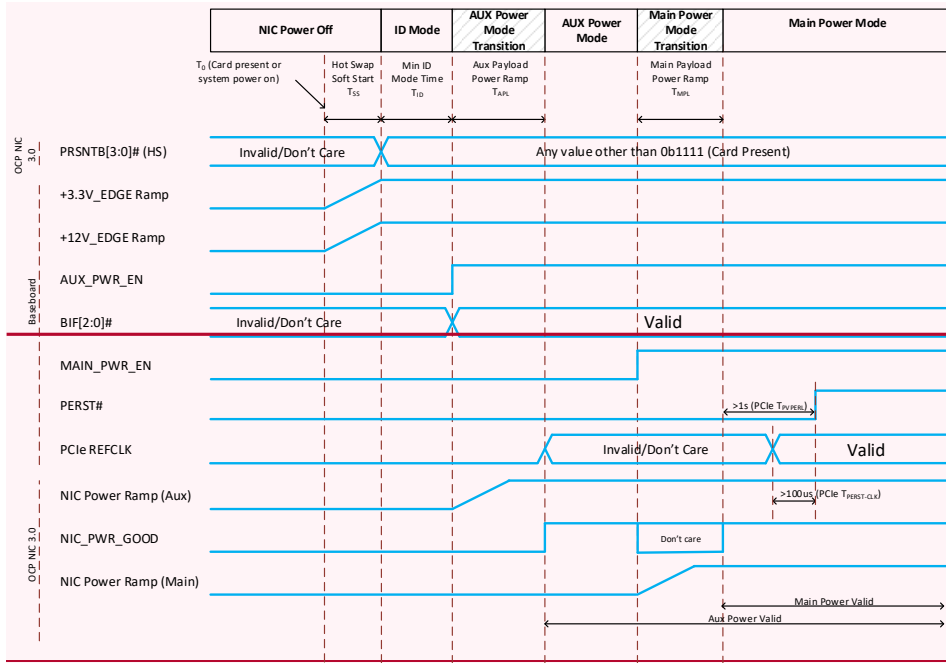 NIC Power Off
ID Mode
AUX Power
Mode
Transition
AUX Power
Mode
Main Power
Mode
Transition
Main Power Mode
T0 (Card present or
system power on)
Hot Swap
Soft Start
TSS
Min ID
Mode Time
TID
Aux Payload
Power Ramp
TAPL
Main Payload
Power Ramp
TMPL
OCP NIC
3.0
PRSNTB[3:0]# (HS)
Invalid/Don't Care
Any value other than 0b1111 (Card Present)
+3.3V_EDGE Ramp
+12V_EDGE Ramp
Baseboard
AUX_PWR_EN
BIF[2:0]#
Invalid/Don't Care
Valid
MAIN_PWR_EN
PERST#
>1s (PCIe TPVPERL)
PCIe REFCLK
Invalid/Don't Care
Valid
NIC Power Ramp (Aux)
>100us (PCIe TPERST-CLK)
OCP NIC 3.0
NIC_PWR_GOOD
Don't care
NIC Power Ramp (Main)
Main Power Valid
Aux Power Valid